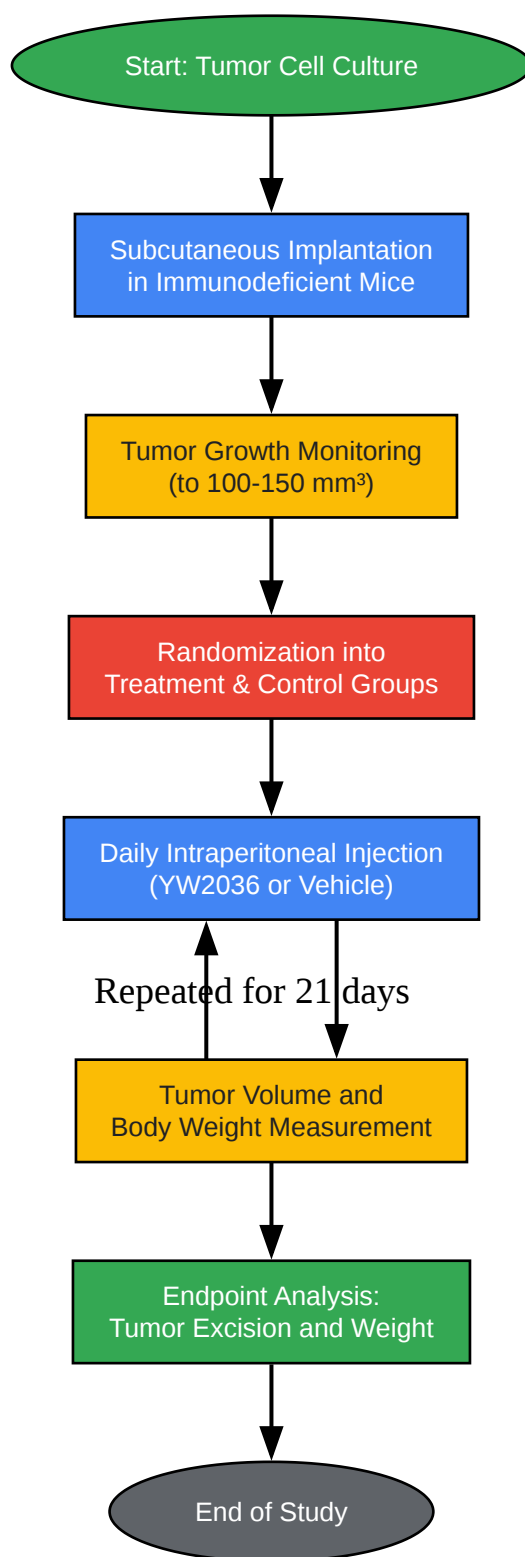 Start: Tumor Cell Culture
Subcutaneous Implantation
in Immunodeficient Mice
Tumor Growth Monitoring
(to 100-150 mm³)
Randomization into
Treatment & Control Groups
Daily Intraperitoneal Injection
(YW2036 or Vehicle)
Repeated for 21 days
Tumor Volume and
Body Weight Measurement
Endpoint Analysis:
Tumor Excision and Weight
End of Study